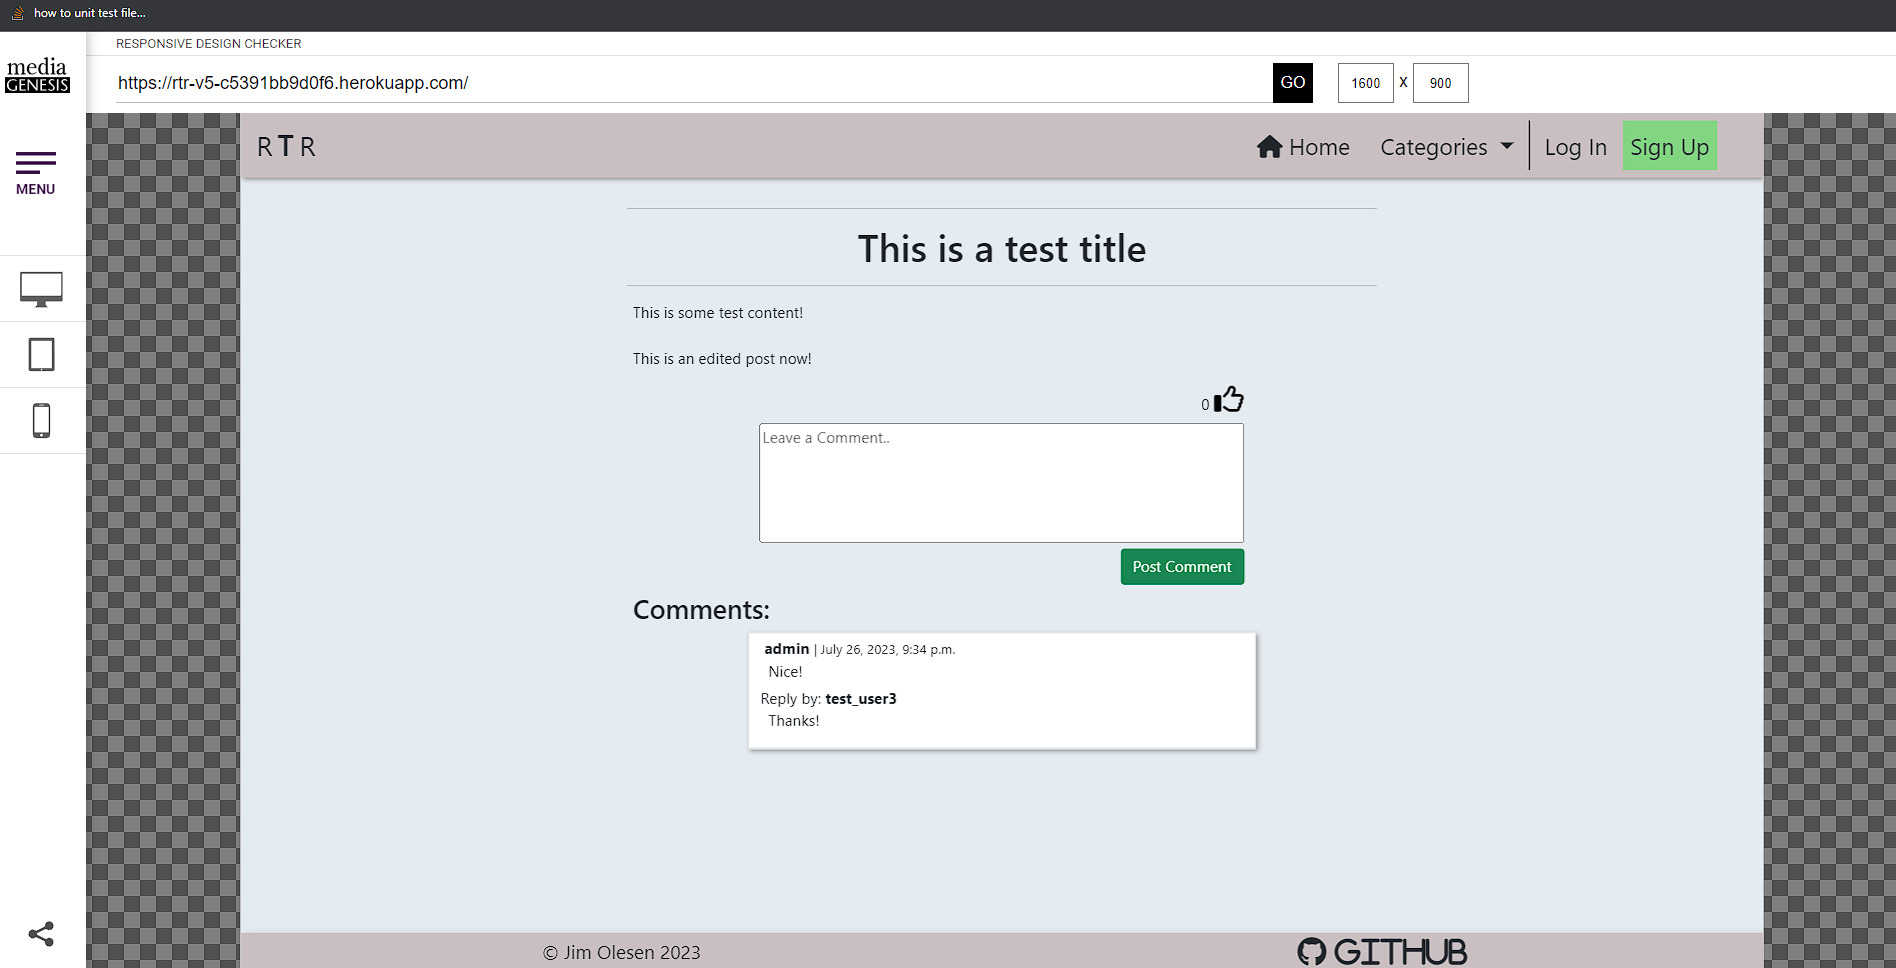 how to unit test file...
RESPONSIVE DESIGN CHECKER
media
GENESIS
https://rtr-v5-c5391bb9d0f6.herokuapp.com/
GO
1600 X 900
MENU
R T R
Home Categories Log In Sign Up
This is a test title
This is some test content!
This is an edited post now!
0
Leave a Comment..
Post Comment
Comments:
admin | July 26, 2023, 9:34 p.m.
Nice!
Reply by: test_user3
Thanks!
© Jim Olesen 2023
GITHUB